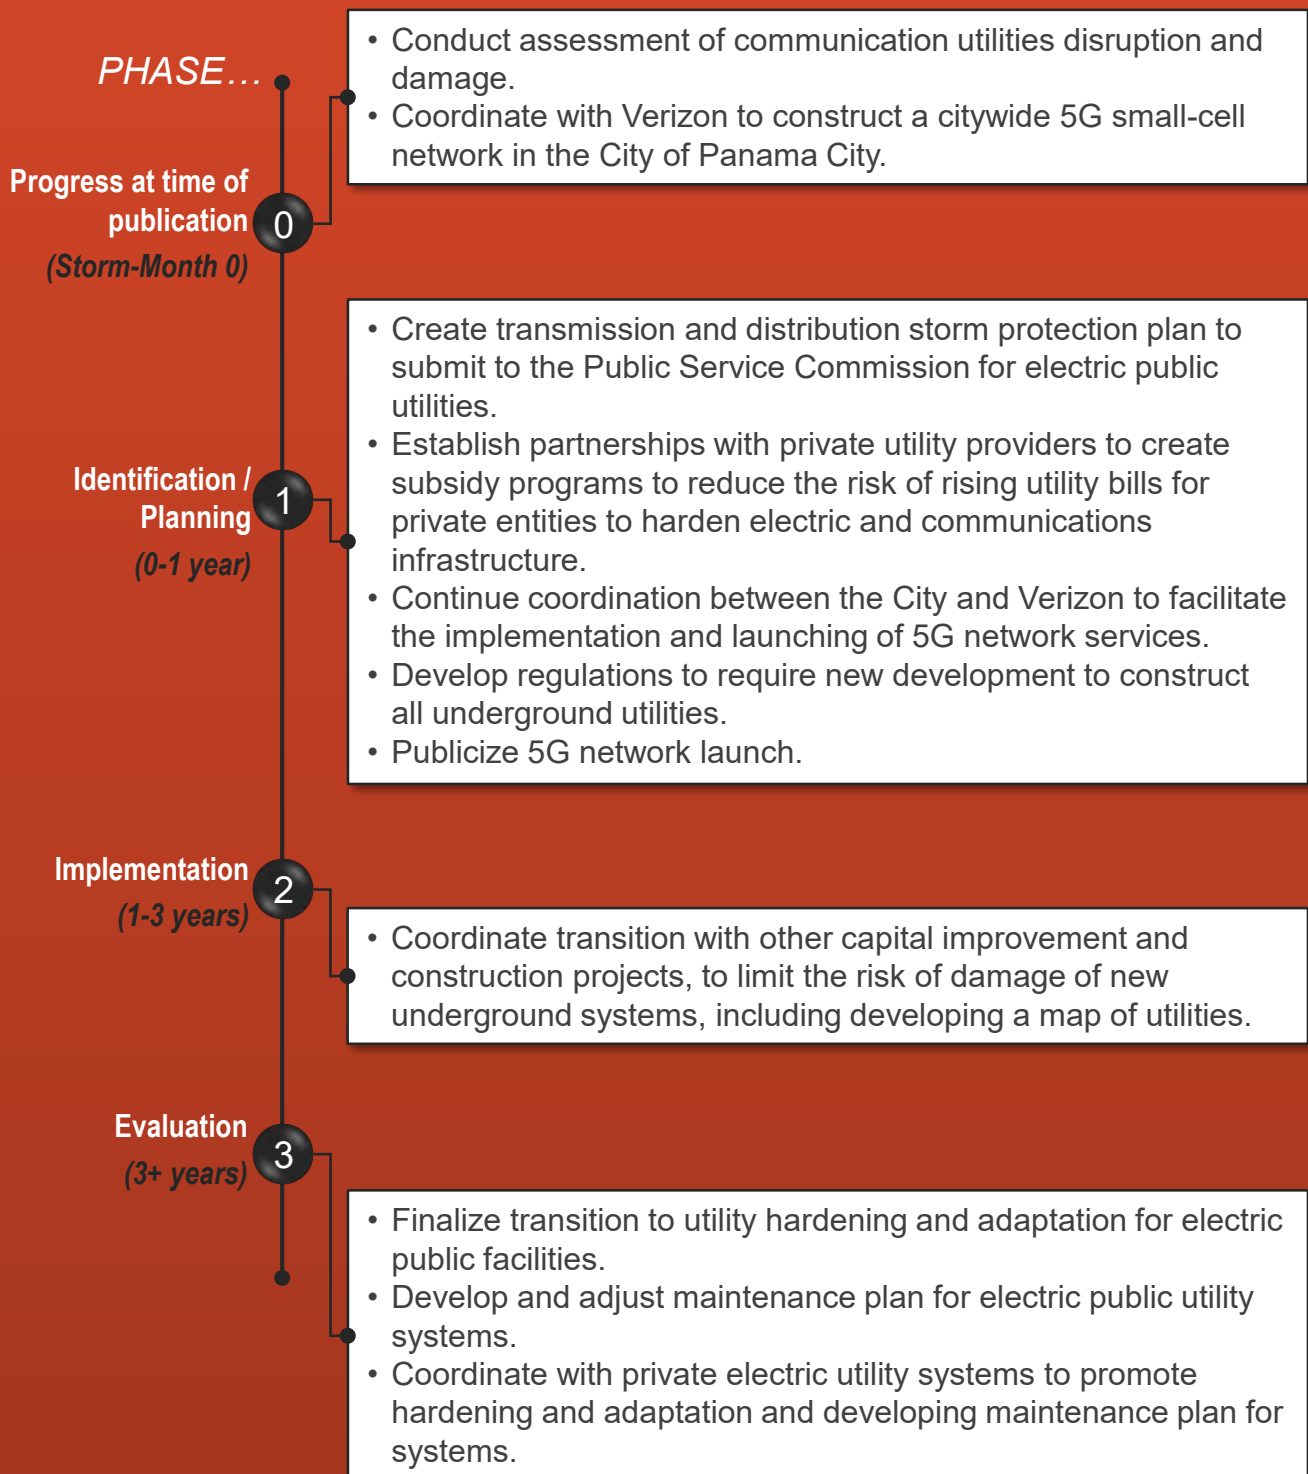 PHASE…
• Conduct assessment of communication utilities disruption and
damage.
• Coordinate with Verizon to construct a citywide 5G small-cell
network in the City of Panama City.
Progress at time of
publication
(Storm-Month 0)
0
• Create transmission and distribution storm protection plan to
submit to the Public Service Commission for electric public
utilities.
• Establish partnerships with private utility providers to create
subsidy programs to reduce the risk of rising utility bills for
private entities to harden electric and communications
infrastructure.
• Continue coordination between the City and Verizon to facilitate
the implementation and launching of 5G network services.
• Develop regulations to require new development to construct
all underground utilities.
• Publicize 5G network launch.
Identification /
Planning
(0-1 year)
1
Implementation
(1-3 years)
2
• Coordinate transition with other capital improvement and
construction projects, to limit the risk of damage of new
underground systems, including developing a map of utilities.
Evaluation
(3+ years)
3
• Finalize transition to utility hardening and adaptation for electric
public facilities.
• Develop and adjust maintenance plan for electric public utility
systems.
• Coordinate with private electric utility systems to promote
hardening and adaptation and developing maintenance plan for
systems.